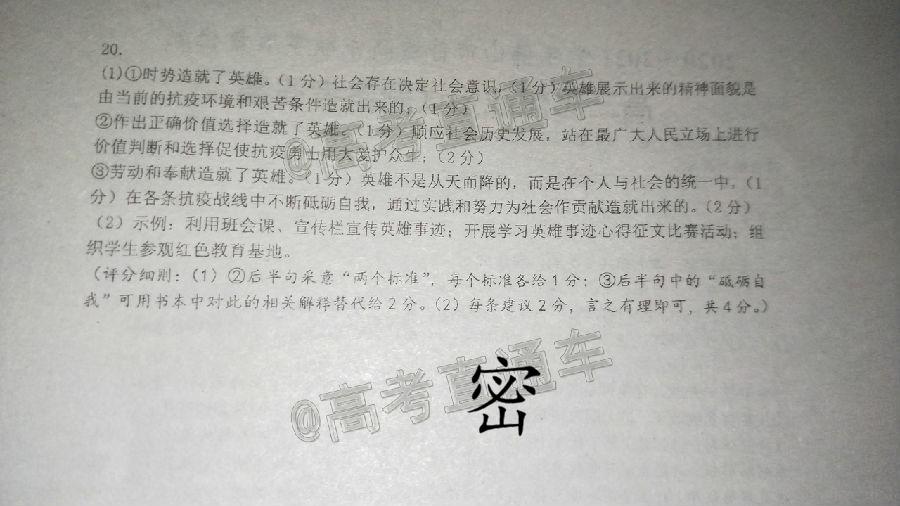 20.
(1)①时势造就了英雄。(1 分) 社会存在决定社会意识,(1 分)英雄展示出来的精神面貌是
由当前的抗疫环境和艰苦条件造就出来的。(1 分)
②作出正确价值选择造就了英雄。(1 分) 顺应社会历史发展，站在最广大人民立场上进行
价值判断和选择促使抗疫勇士用大爱护众生；(2 分)
③劳动和奉献造就了英雄。(1 分) 英雄不是从天而降的，而是在个人与社会的统一中，(1
分) 在各条抗疫战线中不断砥砺自我，通过实践和努力为社会作贡献造就出来的。(2 分)
(2) 示例：利用班会课、宣传栏宣传英雄事迹；开展学习英雄事迹心得征文比赛活动；组
织学生参观红色教育基地。
(评分细则：(1) ②后半句采意“两个标准”，每个标准各给 1 分；③后半句中的“砥砺自
我”可用书本中对此的相关解释替代给 2 分。(2) 每条建议 2 分，言之有理即可，共 4 分。)
@高考直通车
@高考直通车
密